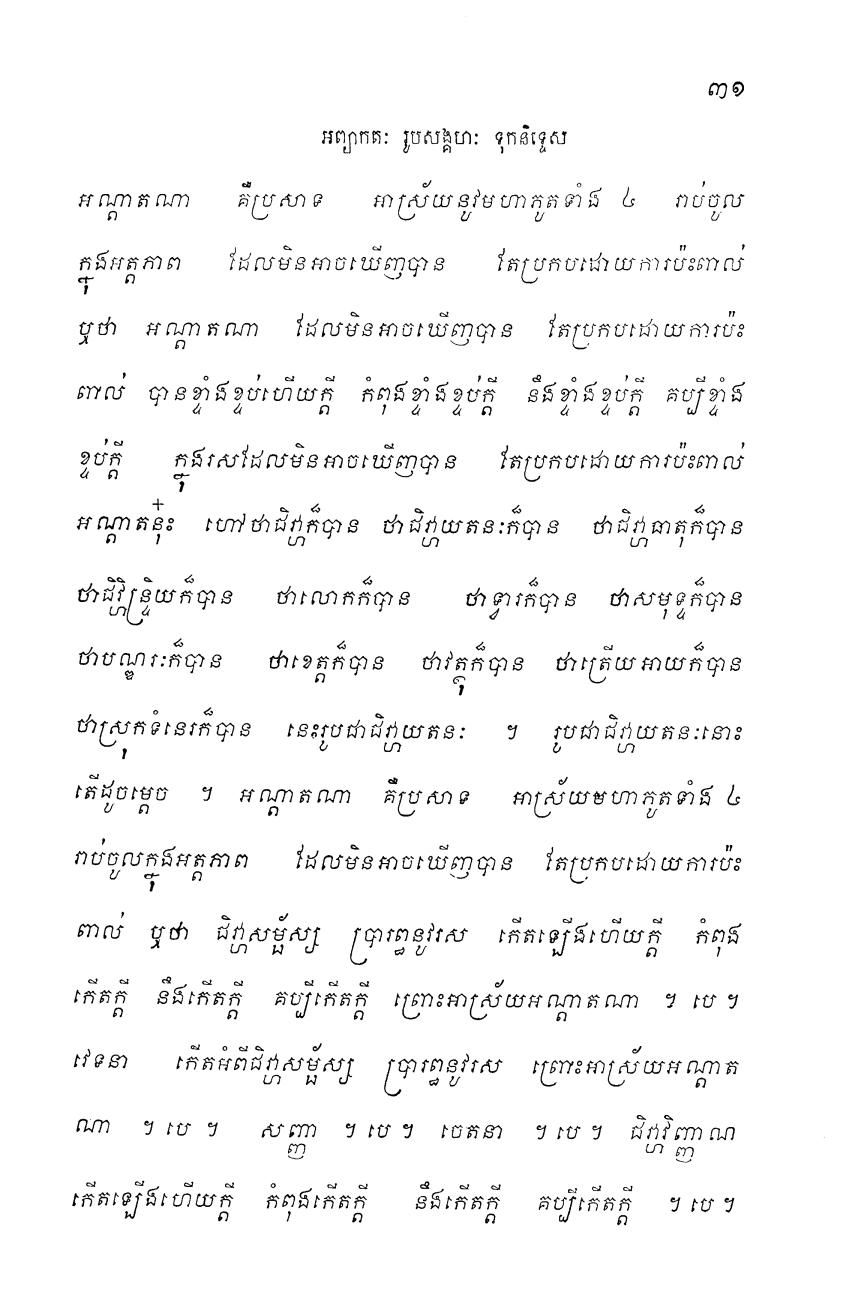 ៣១
អព្យាកតៈ រូបសង្គហៈ ទុកនិទ្ទេស
អណ្តាតណា គឺប្រសាទ អាស្រ័យនូវមហាភូតទាំង ៤ រាប់ចូល
ក្នុងអត្តភាព ដែលមិនអាចឃើញបាន តែប្រកបដោយការប៉ះពាល់
ឬថា អណ្តាតណា ដែលមិនអាចឃើញបាន តែប្រកបដោយការប៉ះ
ពាល់ បានខ្ទាំងខ្ទប់ហើយក្តី កំពុងខ្ទាំងខ្ទប់ក្តី នឹងខ្ទាំងខ្ទប់ក្តី គប្បីខ្ទាំង
ខ្ទប់ក្តី ក្នុងរសដែលមិនអាចឃើញបាន តែប្រកបដោយការប៉ះពាល់
អណ្តាតនុ៎ះ ហៅថាជិវ្ហាក៏បាន ថាជិវ្ហាយតនៈក៏បាន ថាជិវ្ហាធាតុក៏បាន
ថាជិវ្ហិន្ទ្រិយក៏បាន ថាលោកក៏បាន ថាទ្វារក៏បាន ថាសមុទ្ទក៏បាន
ថាបណ្ឌរៈក៏បាន ថាខេត្តក៏បាន ថាវត្ថុក៏បាន ថាត្រើយអាយក៏បាន
ថាស្រុកទំនេរក៏បាន នេះរូបជាជិវ្ហាយតនៈ ។ រូបជាជិវ្ហាយតនៈនោះ
តើដូចម្តេច ។ អណ្តាតណា គឺប្រសាទ អាស្រ័យមហាភូតទាំង ៤
រាប់ចូលក្នុងអត្តភាព ដែលមិនអាចឃើញបាន តែប្រកបដោយការប៉ះ
ពាល់ ឬថា ជិវ្ហាសម្ផ័ស្ស ប្រារព្ធនូវរស កើតឡើងហើយក្តី កំពុង
កើតក្តី នឹងកើតក្តី គប្បីកើតក្តី ព្រោះអាស្រ័យអណ្តាតណា ។ បេ ។
វេទនា កើតអំពីជិវ្ហាសម្ផ័ស្ស ប្រារព្ធនូវរស ព្រោះអាស្រ័យអណ្តាត
ណា ។ បេ ។ សញ្ញា ។ បេ ។ ចេតនា ។ បេ ។ ជិវ្ហាវិញ្ញាណ
កើតឡើងហើយក្តី កំពុងកើតក្តី នឹងកើតក្តី គប្បីកើតក្តី ។ បេ ។